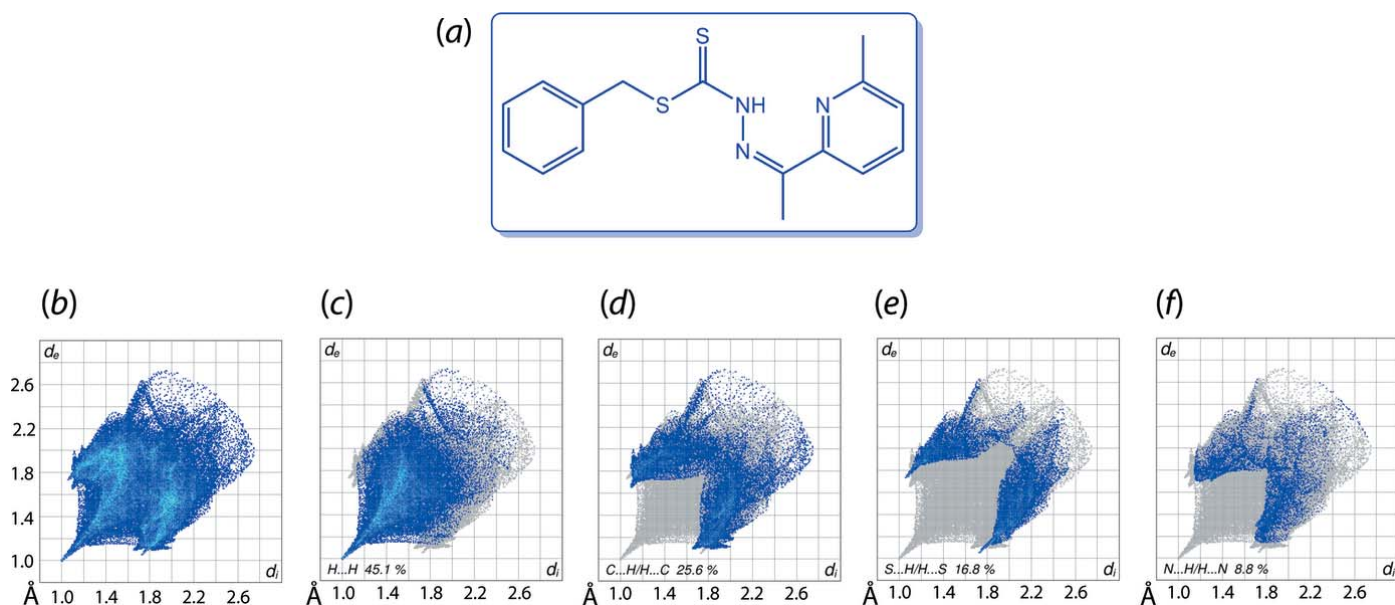 (a)
S
S
NH
N
N
(b)
(c)
(d)
(e)
(f)
de
de
de
de
de
2.6
2.2
1.8
1.4
1.0
di
H...H 45.1 %
di
C...H/H...C 25.6 %
di
S...H/H...S 16.8 %
di
N...H/H...N 8.8 %
di
Å 1.0 1.4 1.8 2.2 2.6
Å 1.0 1.4 1.8 2.2 2.6
Å 1.0 1.4 1.8 2.2 2.6
Å 1.0 1.4 1.8 2.2 2.6
Å 1.0 1.4 1.8 2.2 2.6